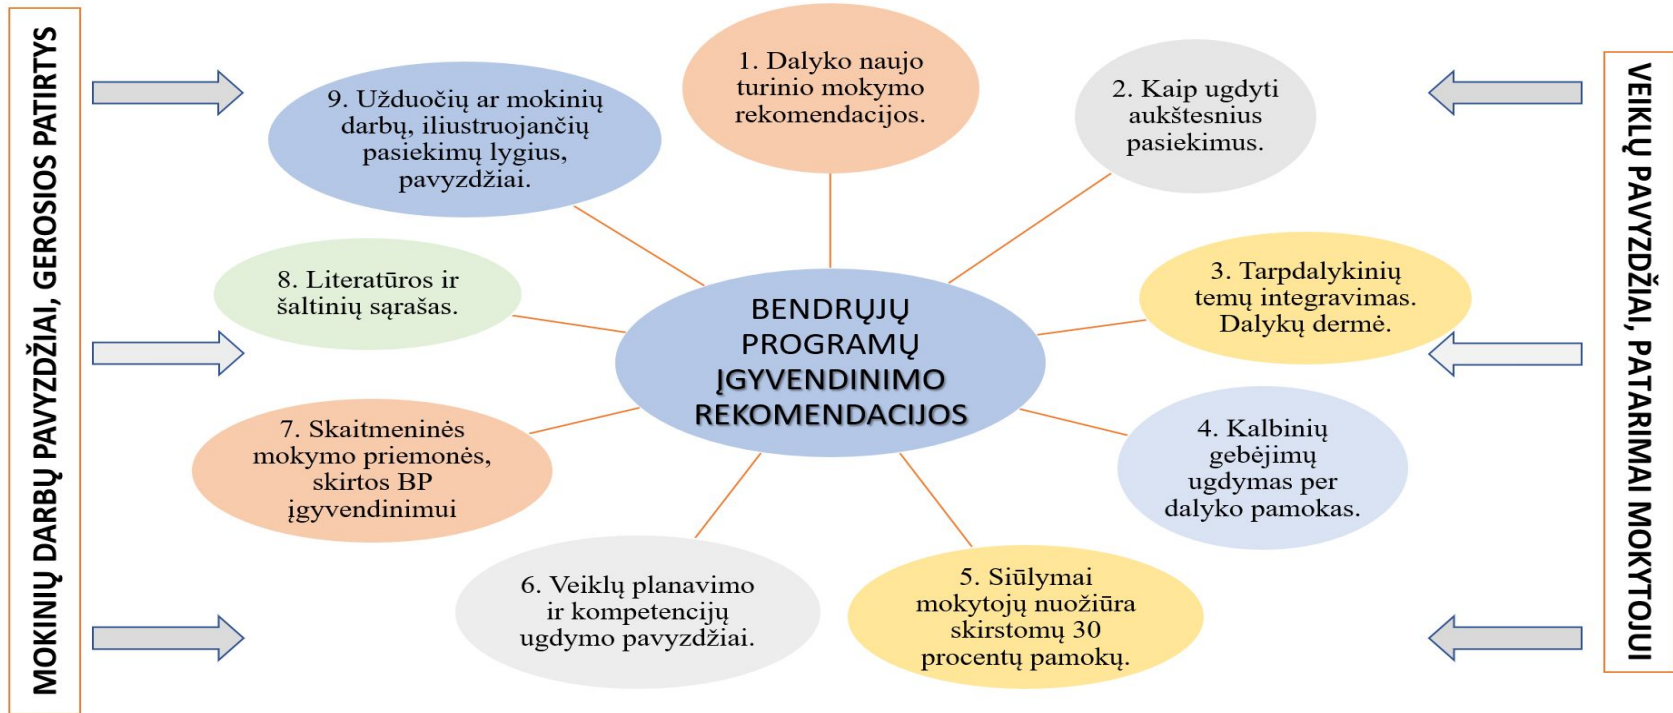 MOKINIŲ DARBŲ PAVYZDŽIAI, GEROSIOS PATIRTYS
1. Dalyko naujo
turinio mokymo
rekomendacijos.
2. Kaip ugdyti
aukštesnius
pasiekimus.
3. Tarpdalykinių
temų integravimas.
Dalykų dermė.
4. Kalbinių
gebėjimų
ugdymas per
dalyko pamokas.
5. Siūlymai
mokytojų nuožiūra
skirstomų 30
procentų pamokų.
6. Veiklų planavimo
ir kompetencijų
ugdymo pavyzdžiai.
7. Skaitmeninės
mokymo priemonės,
skirtos BP
įgyvendinimui
8. Literatūros ir
šaltinių sąrašas.
9. Užduočių ar mokinių
darbų, iliustruojančių
pasiekimų lygius,
pavyzdžiai.
BENDRŲJŲ
PROGRAMŲ
ĮGYVENDINIMO
REKOMENDACIJOS
VEIKLŲ PAVYZDŽIAI, PATARIMAI MOKYTOJUI